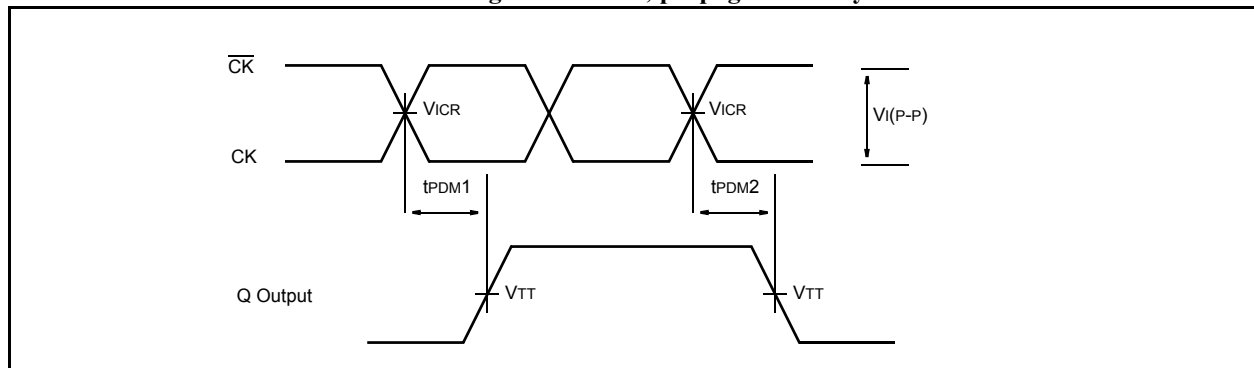 CK
VICR
VICR
VI(P-P)
CK
tPDM1
tPDM2
Q Output
VTT
VTT